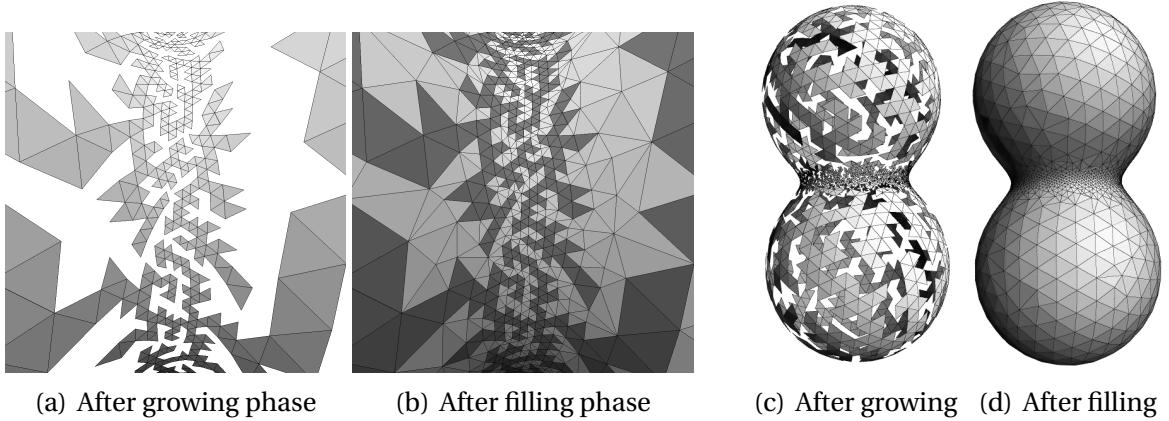 (a) After growing phase
(b) After filling phase
(c) After growing
(d) After filling